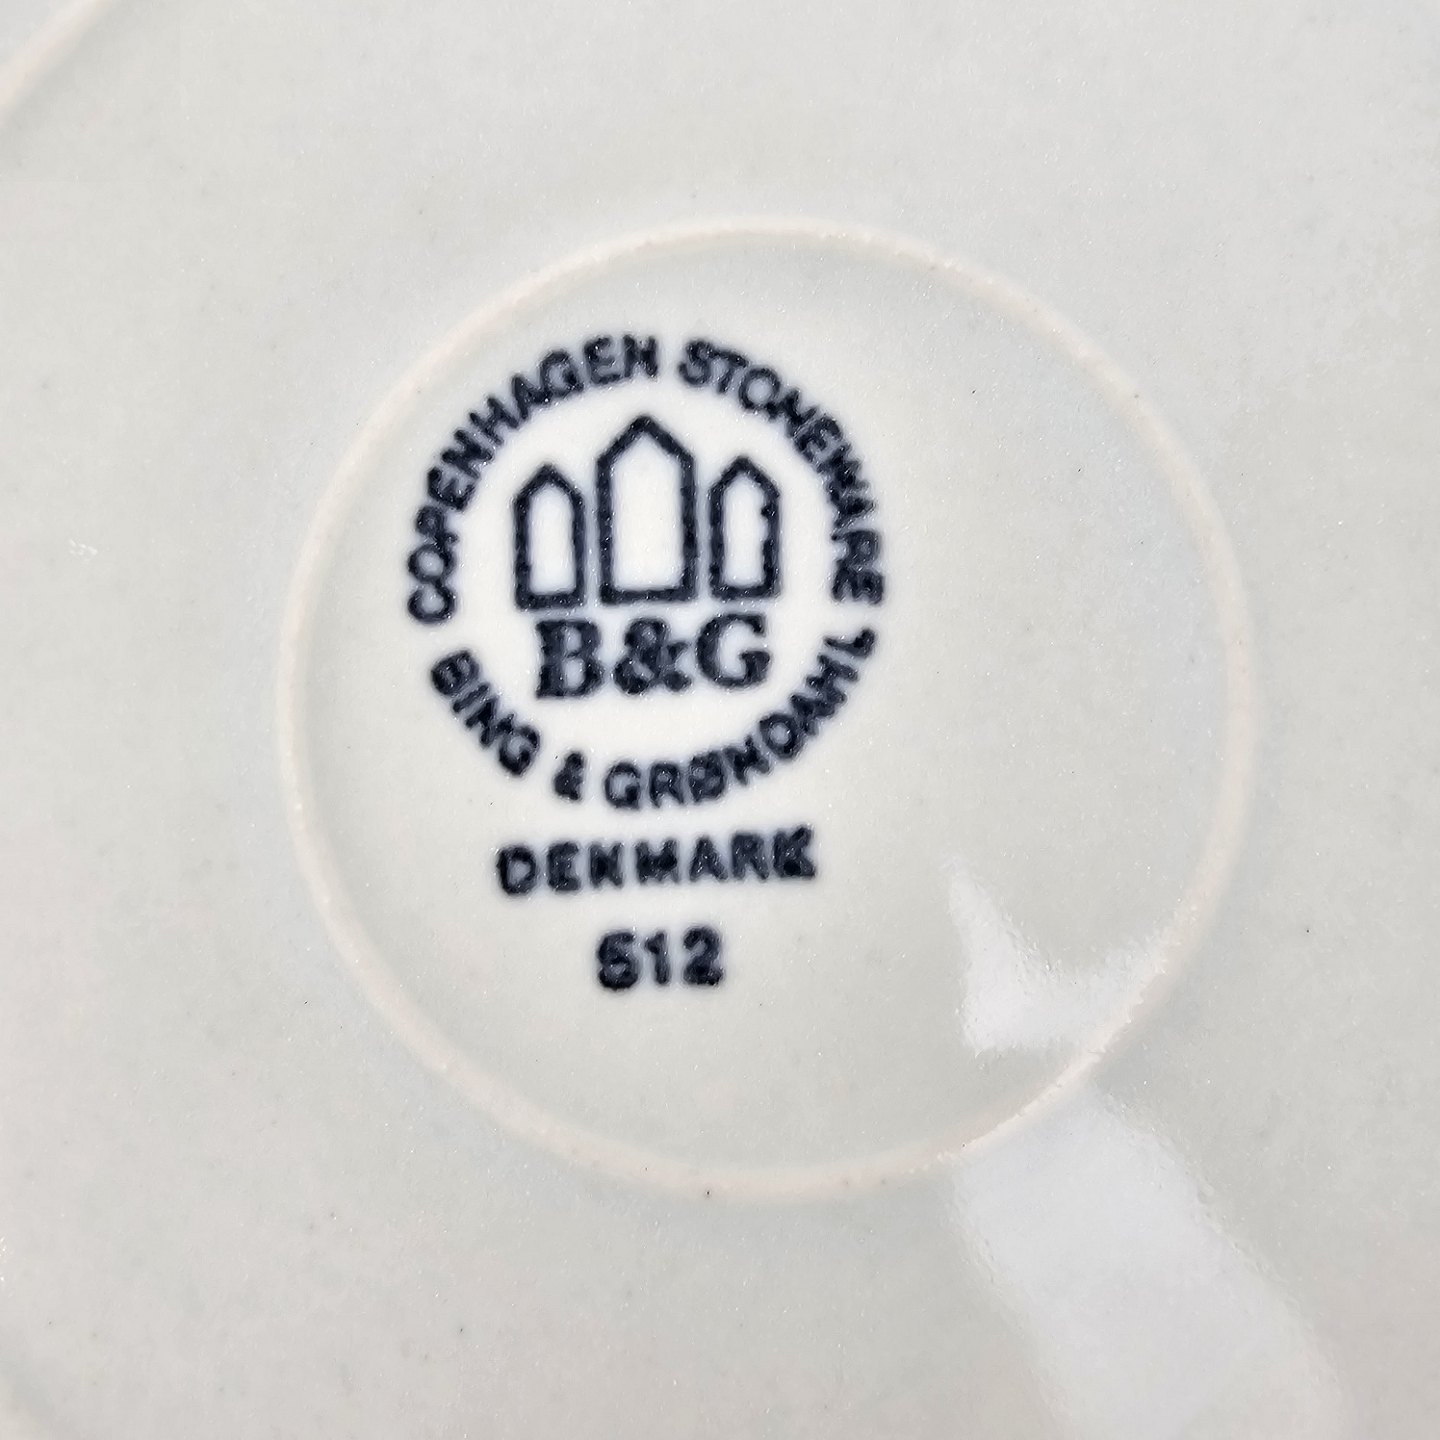 COPENHAGEN STONEWARE
B&G
BING & GRØNDAHL
DENMARK
512